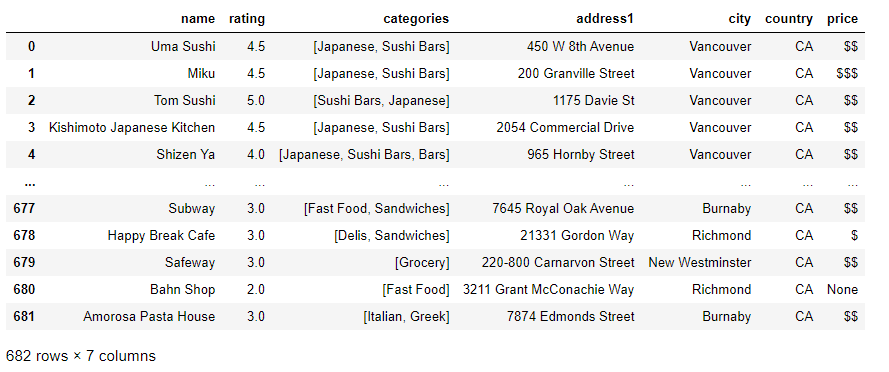 name rating categories address1 city country price
0 Uma Sushi 4.5 [Japanese, Sushi Bars] 450 W 8th Avenue Vancouver CA $$
1 Miku 4.5 [Japanese, Sushi Bars] 200 Granville Street Vancouver CA $$$
2 Tom Sushi 5.0 [Sushi Bars, Japanese] 1175 Davie St Vancouver CA $$
3 Kishimoto Japanese Kitchen 4.5 [Japanese, Sushi Bars] 2054 Commercial Drive Vancouver CA $$
4 Shizen Ya 4.0 [Japanese, Sushi Bars, Bars] 965 Hornby Street Vancouver CA $$
... ... ... ... ... ... ... ...
677 Subway 3.0 [Fast Food, Sandwiches] 7645 Royal Oak Avenue Burnaby CA $$
678 Happy Break Cafe 3.0 [Delis, Sandwiches] 21331 Gordon Way Richmond CA $
679 Safeway 3.0 [Grocery] 220-800 Carnarvon Street New Westminster CA $$
680 Bahn Shop 2.0 [Fast Food] 3211 Grant McConachie Way Richmond CA None
681 Amorosa Pasta House 3.0 [Italian, Greek] 7874 Edmonds Street Burnaby CA $$
682 rows × 7 columns